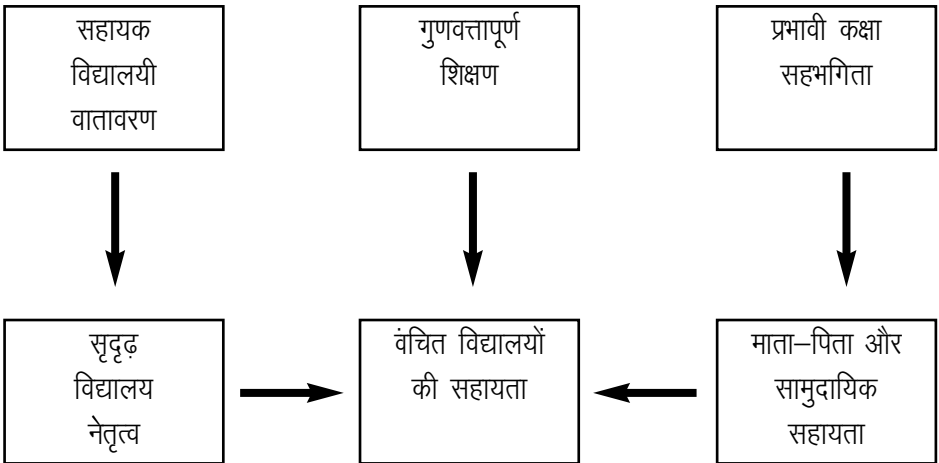 सहायक
विद्यालयी
वातावरण
गुणवत्तापूर्ण
शिक्षण
प्रभावी कक्षा
सहभगिता
सृदृढ़
विद्यालय
नेतृत्व
वंचित विद्यालयों
की सहायता
माता–पिता और
सामुदायिक
सहायता